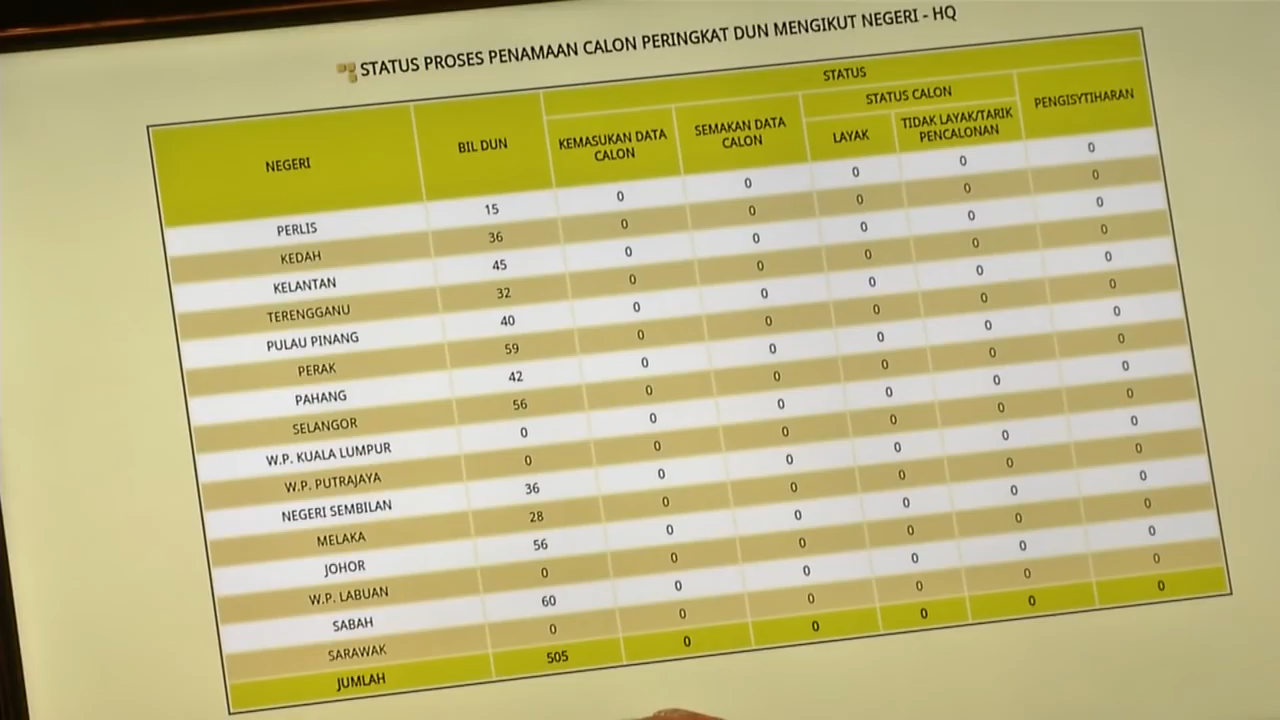 STATUS PROSES PENAMAAN CALON PERINGKAT DUN MENGIKUT NEGERI - HQ
NEGERI BIL DUN STATUS
KEMASUKAN DATA CALON SEMAKAN DATA CALON STATUS CALON PENGISYTIHARAN
LAYAK TIDAK LAYAK/TARIK PENCALONAN
PERLIS 15 0 0 0 0 0
KEDAH 36 0 0 0 0 0
KELANTAN 45 0 0 0 0 0
TERENGGANU 32 0 0 0 0 0
PULAU PINANG 40 0 0 0 0 0
PERAK 59 0 0 0 0 0
PAHANG 42 0 0 0 0 0
SELANGOR 56 0 0 0 0 0
W.P. KUALA LUMPUR 0 0 0 0 0 0
W.P. PUTRAJAYA 0 0 0 0 0 0
NEGERI SEMBILAN 36 0 0 0 0 0
MELAKA 28 0 0 0 0 0
JOHOR 56 0 0 0 0 0
W.P. LABUAN 0 0 0 0 0 0
SABAH 60 0 0 0 0 0
SARAWAK 0 0 0 0 0 0
JUMLAH 505 0 0 0 0 0